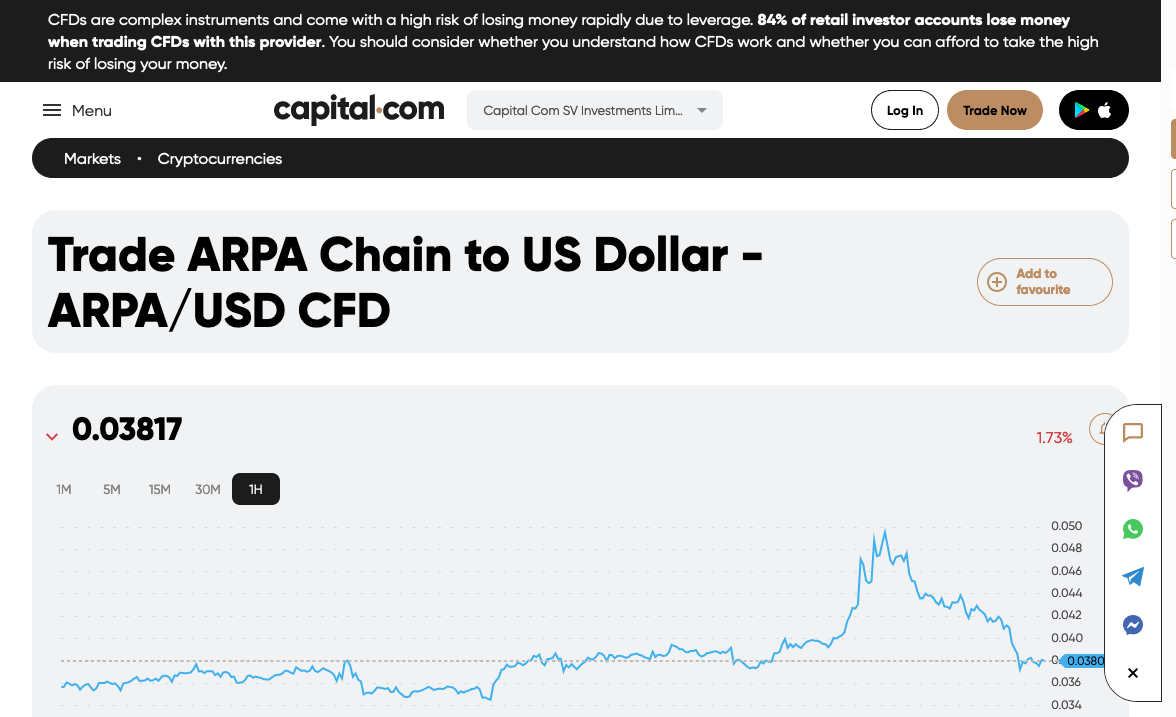 CFDs are complex instruments and come with a high risk of losing money rapidly due to leverage. 84% of retail investor accounts lose money
when trading CFDs with this provider. You should consider whether you understand how CFDs work and whether you can afford to take the high
risk of losing your money.
Menu
capital.com
Capital Com SV Investments Lim...
Log In
Trade Now
Markets • Cryptocurrencies
Trade ARPA Chain to US Dollar -
ARPA/USD CFD
Add to
favourite
0.03817
1.73%
1M 5M 15M 30M 1H
0.050
0.048
0.046
0.044
0.042
0.040
0.0380
0.036
0.034